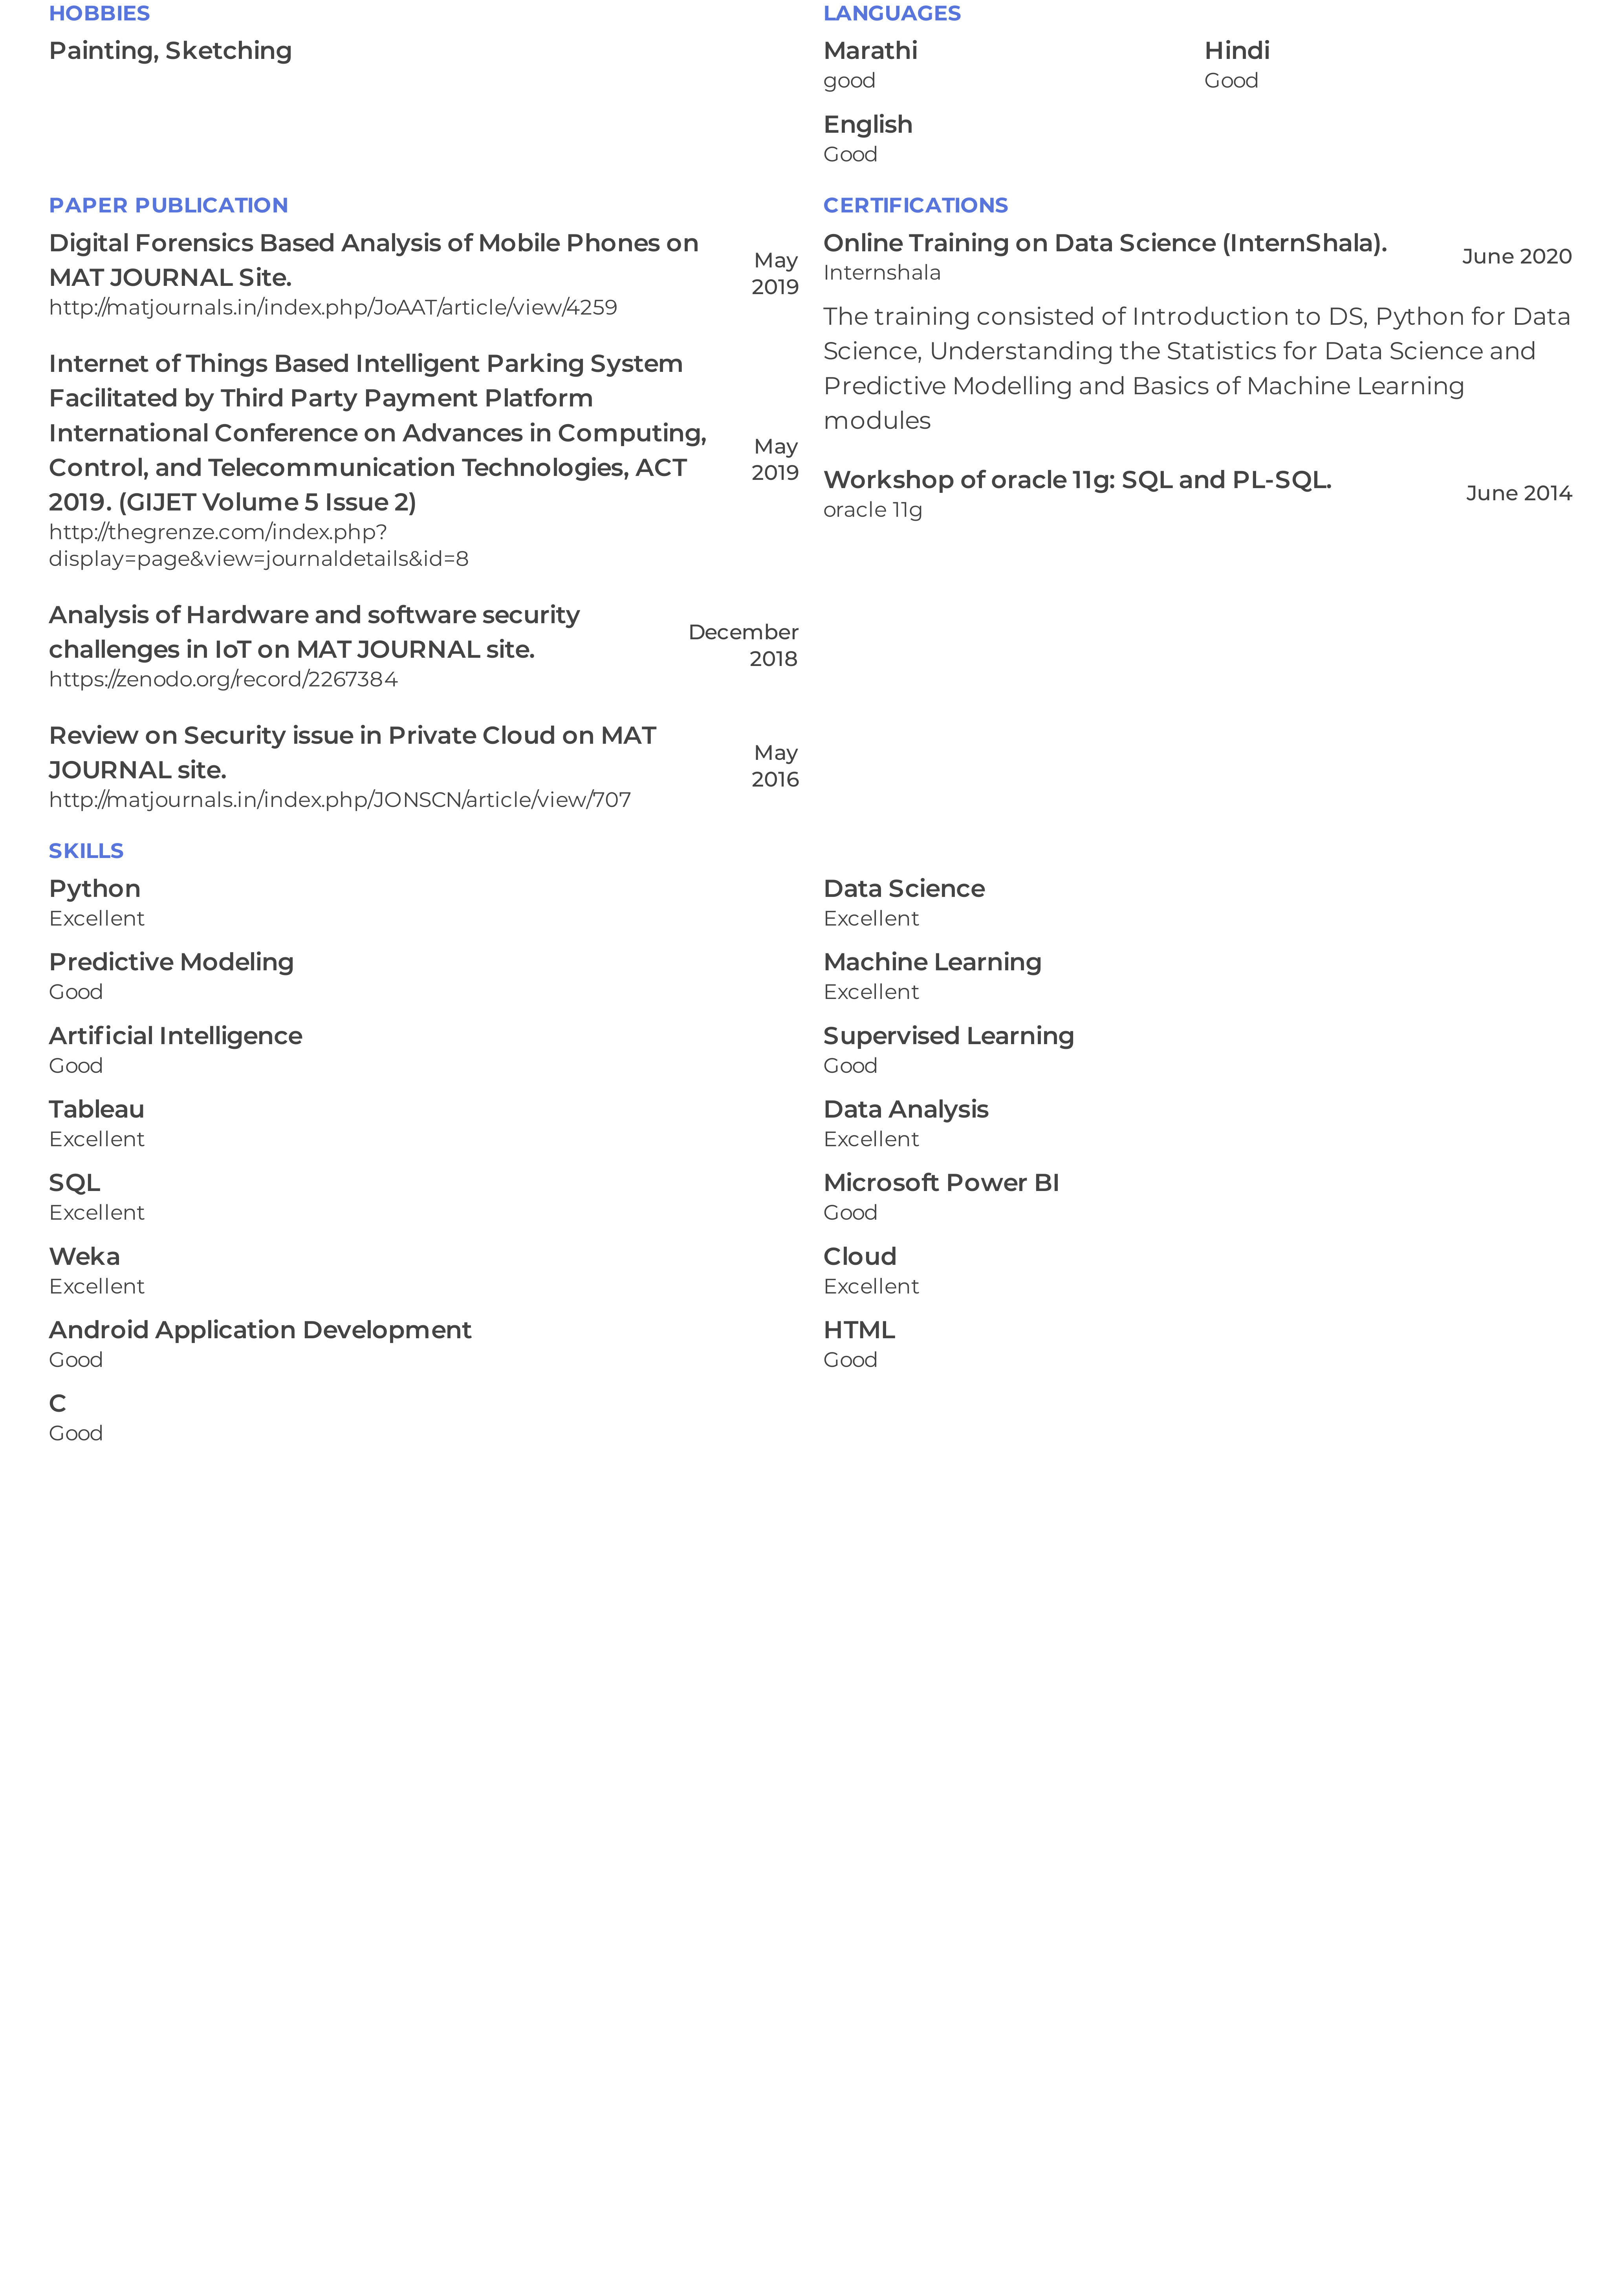 HOBBIES
Painting, Sketching
LANGUAGES
Marathi
good
Hindi
Good
English
Good
PAPER PUBLICATION
Digital Forensics Based Analysis of Mobile Phones on
MAT JOURNAL Site.
http://matjournals.in/index.php/JoAAT/article/view/4259
May
2019
Internet of Things Based Intelligent Parking System
Facilitated by Third Party Payment Platform
International Conference on Advances in Computing,
Control, and Telecommunication Technologies, ACT
2019. (GIJET Volume 5 Issue 2)
http://thegrenze.com/index.php?
display=page&view=journaldetails&id=8
May
2019
Analysis of Hardware and software security
challenges in IoT on MAT JOURNAL site.
https://zenodo.org/record/2267384
December
2018
Review on Security issue in Private Cloud on MAT
JOURNAL site.
http://matjournals.in/index.php/JONSCN/article/view/707
May
2016
CERTIFICATIONS
Online Training on Data Science (InternShala).
Internshala
June 2020
The training consisted of Introduction to DS, Python for Data
Science, Understanding the Statistics for Data Science and
Predictive Modelling and Basics of Machine Learning
modules
Workshop of oracle 11g: SQL and PL-SQL.
oracle 11g
June 2014
SKILLS
Python
Excellent
Data Science
Excellent
Predictive Modeling
Good
Machine Learning
Excellent
Artificial Intelligence
Good
Supervised Learning
Good
Tableau
Excellent
Data Analysis
Excellent
SQL
Excellent
Microsoft Power BI
Good
Weka
Excellent
Cloud
Excellent
Android Application Development
Good
HTML
Good
C
Good